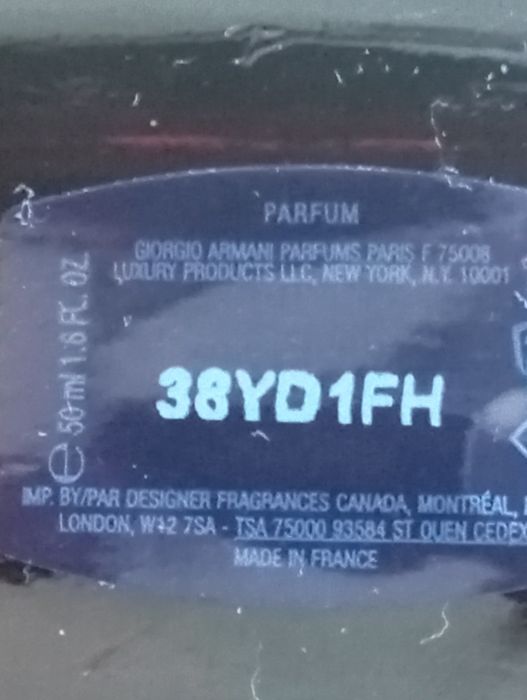 PARFUM
GIORGIO ARMANI PARFUMS PARIS F 75008
LUXURY PRODUCTS LLC, NEW YORK, N.Y. 10001
e 50 ml 1.6 FC. OZ.
38YD1FH
IMP. BY/PAR DESIGNER FRAGRANCES CANADA, MONTRÉAL,
LONDON, W12 7SA - TSA 75000 93584 ST OUEN CEDEX
MADE IN FRANCE